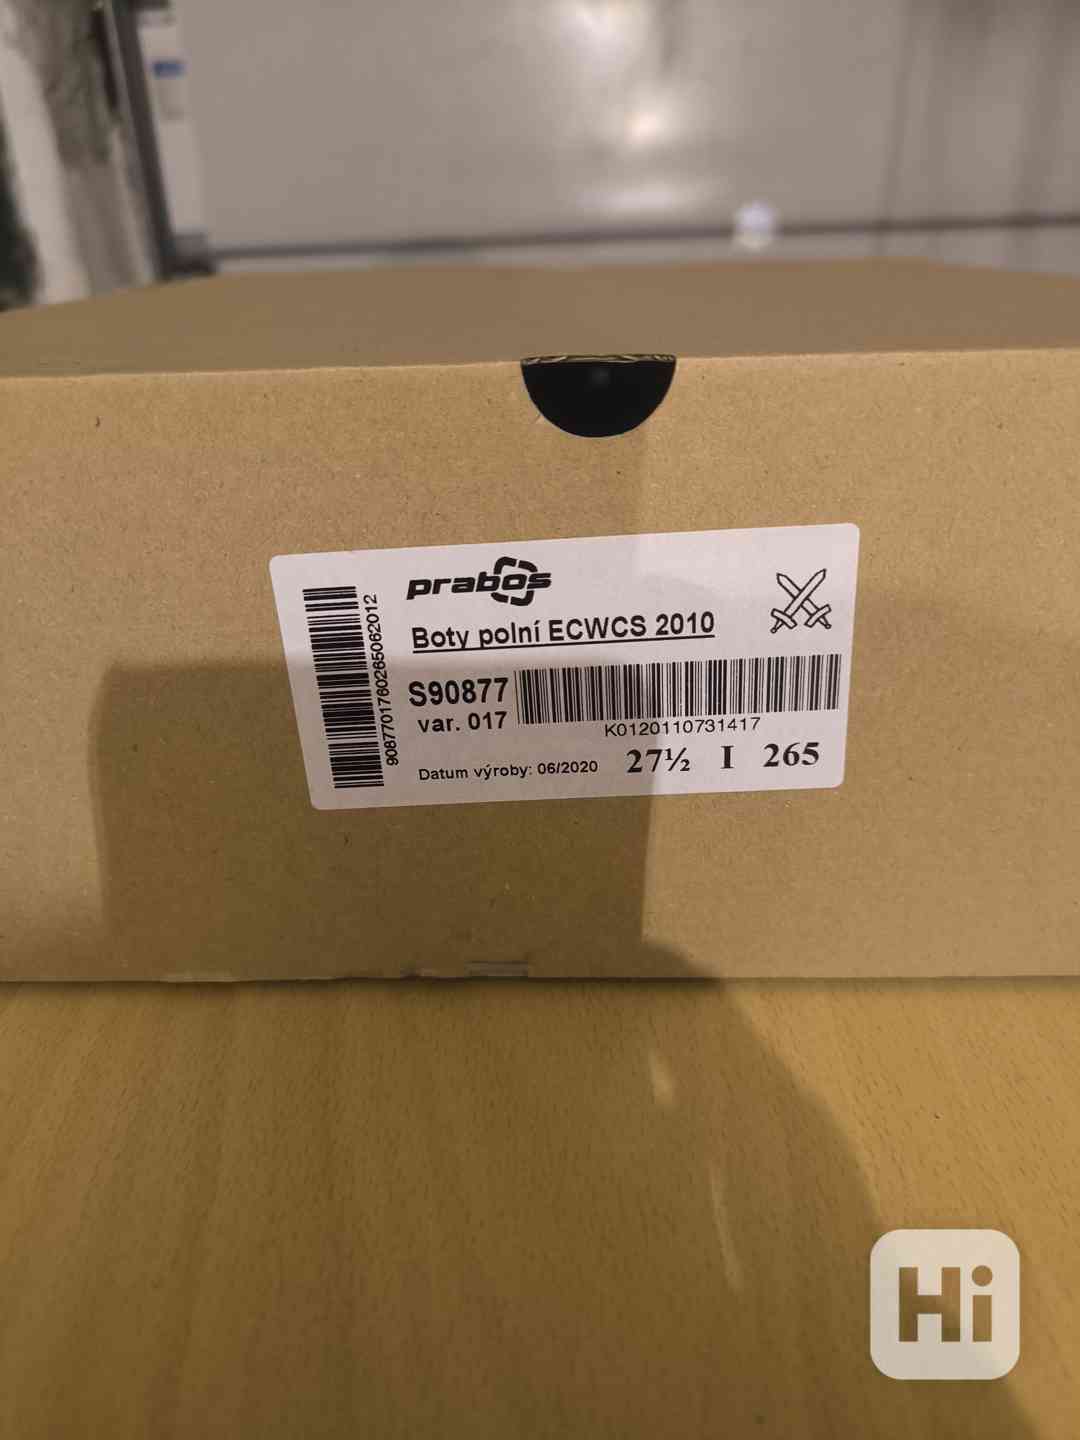 prabos
Boty polní ECWCS 2010
S90877
var. 017
K0120110731417
Datum výroby: 06/2020
27½ I 265
9087701760265062012
Hi